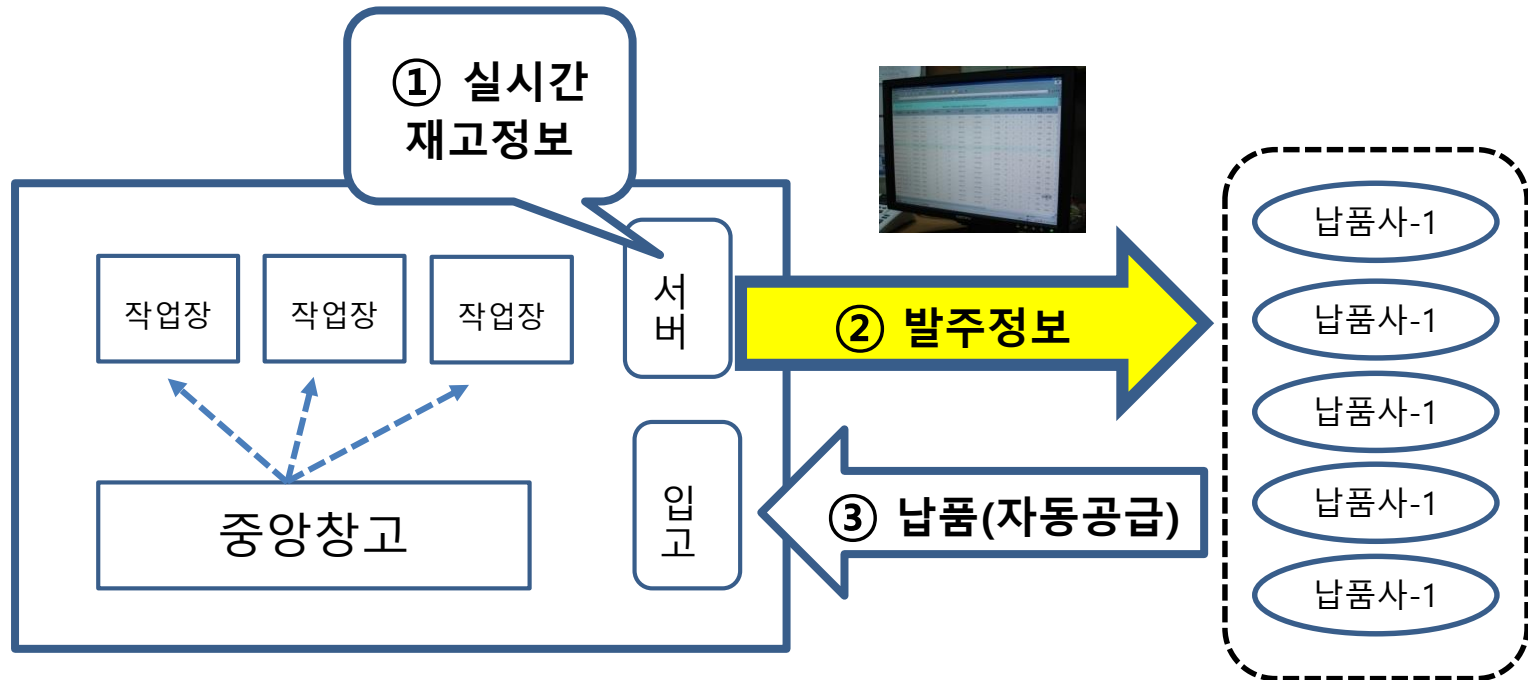 ① 실시간
재고정보
작업장
작업장
작업장
서
버
② 발주정보
중앙창고
입
고
③ 납품(자동공급)
납품사-1
납품사-1
납품사-1
납품사-1
납품사-1